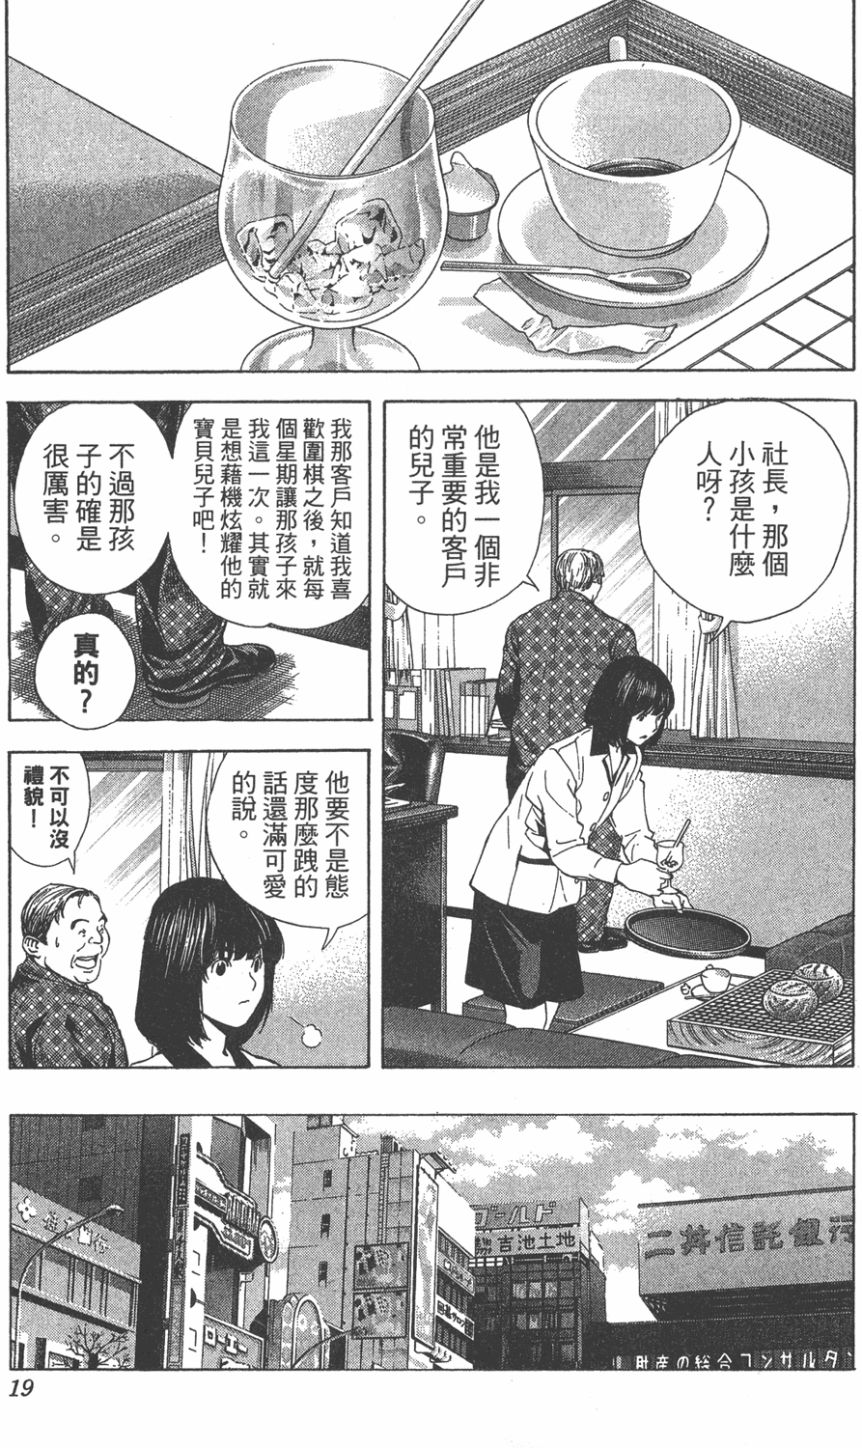 社長，那個
小孩是什麼
人呀？
他是我一個非
常重要的客戶
的兒子。
我那客戶知道我喜
歡圍棋之後，就每
個星期讓那孩子來
我這一次。其實就
是想藉機炫耀他的
寶貝兒子吧！
不過那孩
子的確是
很厲害。
真的？
他要不是態
度那麼跩的
話還滿可愛
的說。
不可以沒
禮貌！
ゴールド
吉池土地
二丼信託銀行
財産の総合コンサルタン
19